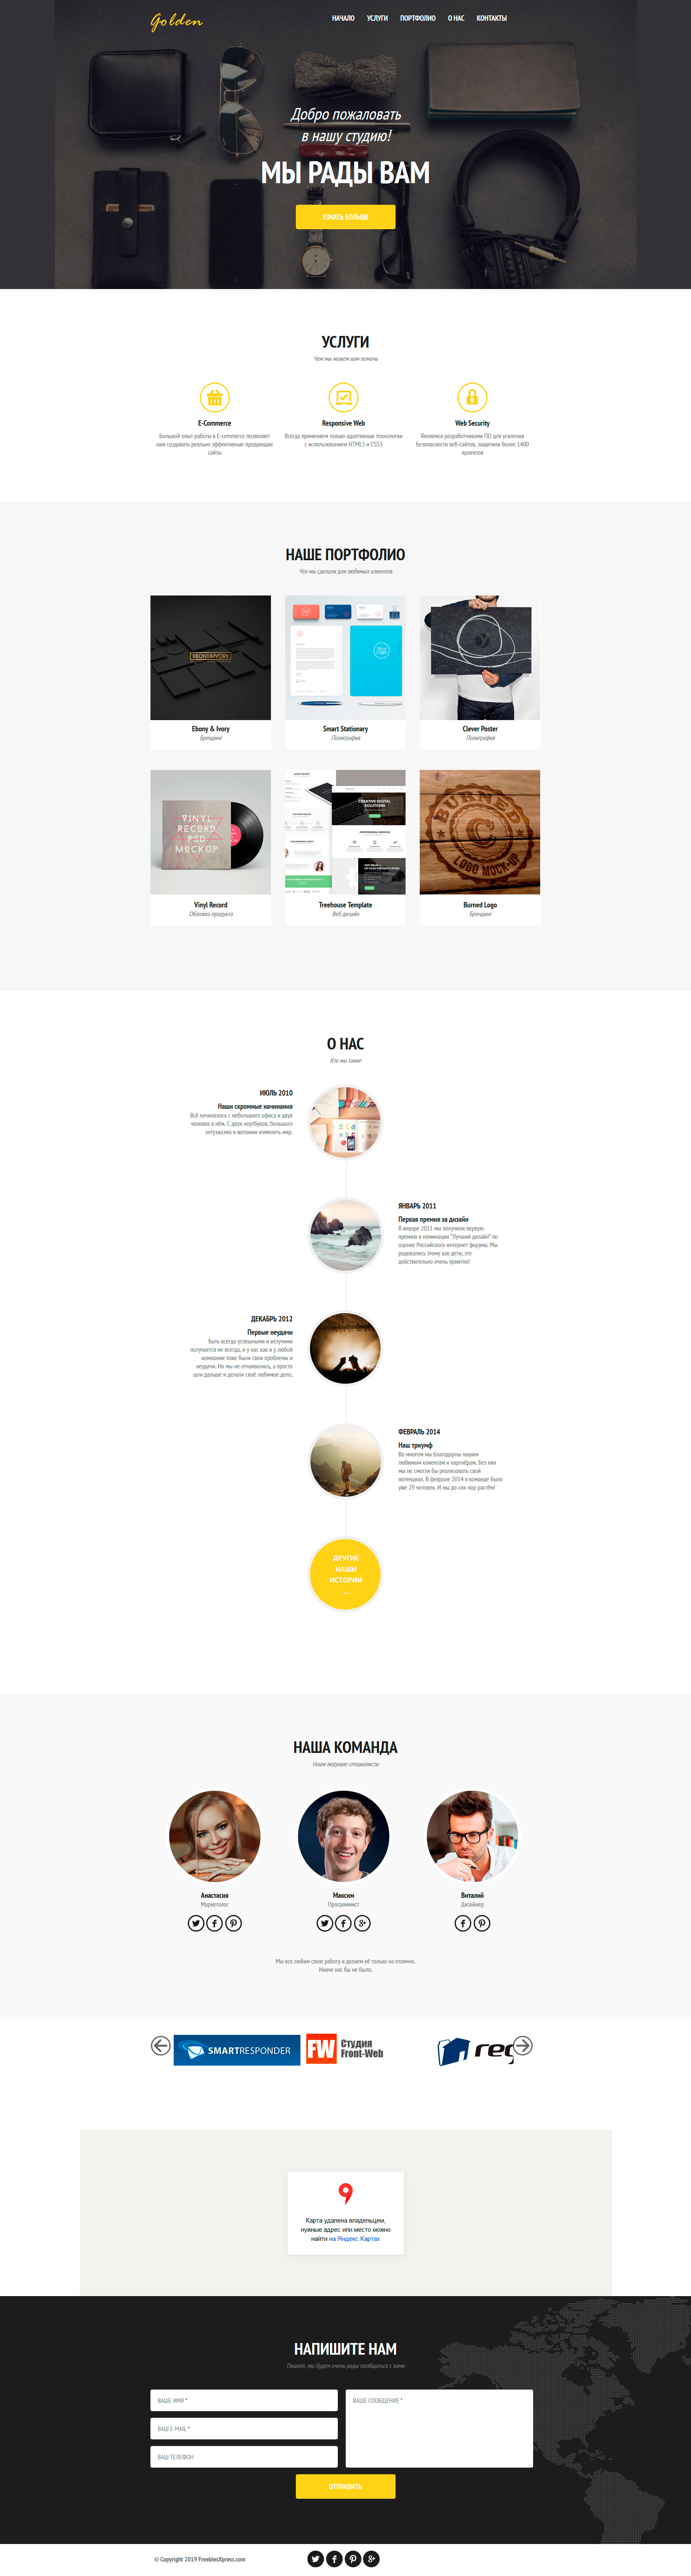 Golden
НАЧАЛО УСЛУГИ ПОРТФОЛИО О НАС КОНТАКТЫ
Добро пожаловать
в нашу студию!
МЫ РАДЫ ВАМ
УЗНАТЬ БОЛЬШЕ
УСЛУГИ
Чем мы можем вам помочь
E-Commerce
Большой опыт работы в E-commerce позволяет
нам создавать реально эффективные продающие
сайты
Responsive Web
Всегда применяем только адаптивные технологии
с использованием HTML5 и CSS3
Web Security
Являемся разработчиками ПО для усиления
безопасности веб-сайтов, защитили более 1400
проектов
НАШЕ ПОРТФОЛИО
Что мы сделали для любимых клиентов
EBONY&IVORY
Ebony & Ivory
Брендинг
Your Logo
Smart Stationary
Полиграфия
Clever Poster
Полиграфия
VINYL
RECORD
PSD
MOCKUP
Vinyl Record
Обложка продукта
CREATIVE DIGITAL
SOLUTIONS
PROFESSIONAL SERVICES
Treehouse Template
Веб дизайн
BURNED
LOGO MOCK-UP
Burned Logo
Брендинг
О НАС
Кто мы такие
ИЮЛЬ 2010
Наши скромные начинания
Всё начиналось с небольшого офиса и двух
человек в нём. С двух ноутбуков, большого
энтузиазма и желания изменить мир.
ЯНВАРЬ 2011
Первая премия за дизайн
В январе 2011 мы получили первую
премию в номинации "Лучший дизайн" по
оценке Российского интернет форума. Мы
радовались этому как дети, это
действительно очень приятно!
ДЕКАБРЬ 2012
Первые неудачи
Быть всегда успешными и везучими
получается не всегда, и у нас как и у любой
компании тоже были свои проблемы и
неудачи. Но мы не отчаивались, а просто
шли дальше и делали своё любимое дело.
ФЕВРАЛЬ 2014
Наш триумф
Во многом мы благодарны нашим
любимым клиентам и партнёрам. Без них
мы не смогли бы реализовать свой
потенциал. В феврале 2014 в команде было
уже 29 человек. И мы до сих пор растём!
ДРУГИЕ
НАШИ
ИСТОРИИ
...
НАША КОМАНДА
Наши ведущие специалисты
Анастасия
Маркетолог
Максим
Программист
Виталий
Дизайнер
Мы все любим свою работу и делаем её только на отлично.
Иначе нас бы не было.
SMARTRESPONDER
FW Студия
Front-Web
reg
Карта удалена владельцем,
нужные адрес или место можно
найти на Яндекс.Картах
НАПИШИТЕ НАМ
Пишите, мы будем очень рады пообщаться с вами
ВАШЕ ИМЯ *
ВАШ E-MAIL *
ВАШ ТЕЛЕФОН
ВАШЕ СООБЩЕНИЕ *
ОТПРАВИТЬ
© Copyright 2019 FreebiesXpress.com